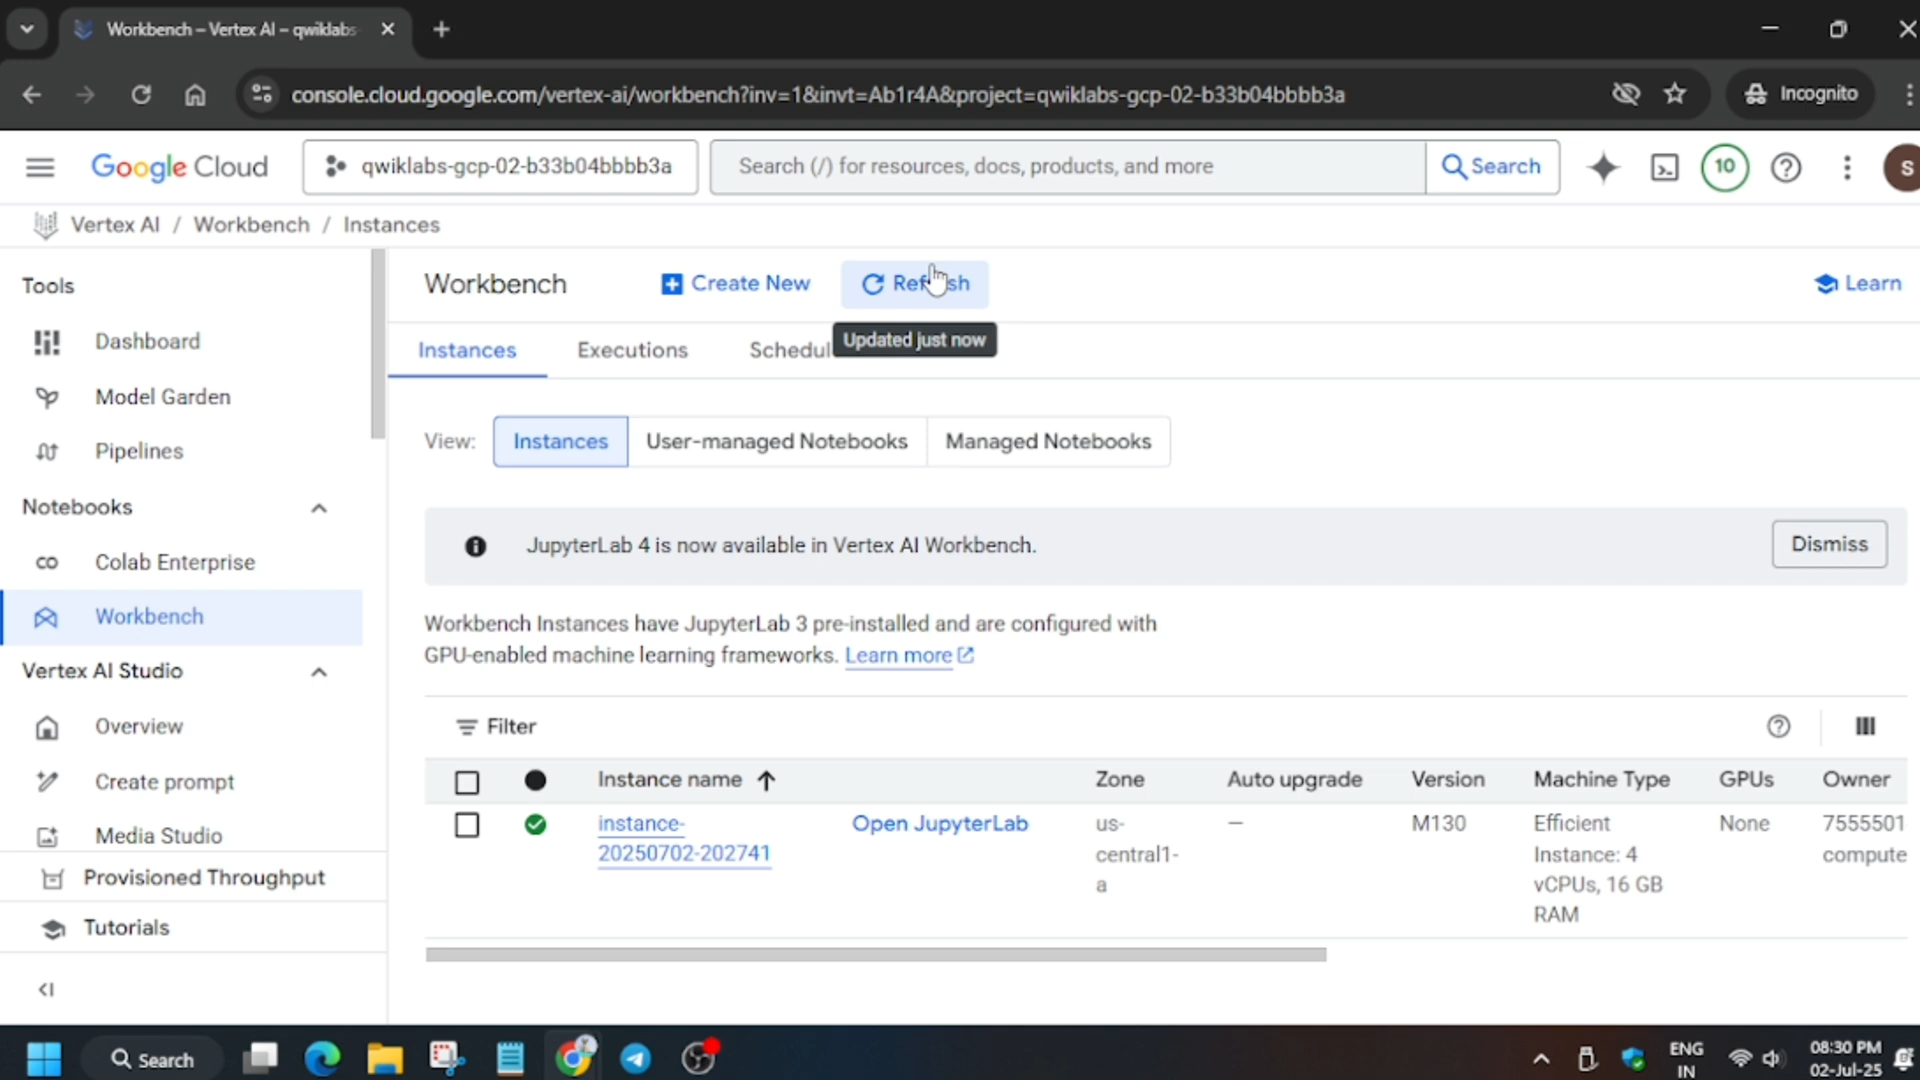 Workbench – Vertex AI – qwiklabs-
console.cloud.google.com/vertex-ai/workbench?inv=1&invt=Ab1r4A&project=qwiklabs-gcp-02-b33b04bbbb3a
Incognito
Google Cloud
qwiklabs-gcp-02-b33b04bbbb3a
Search (/) for resources, docs, products, and more
Search
10
S
Vertex AI / Workbench / Instances
Tools
Dashboard
Model Garden
Pipelines
Notebooks
Colab Enterprise
Workbench
Vertex AI Studio
Overview
Create prompt
Media Studio
Provisioned Throughput
Tutorials
Workbench
Create New
Refresh
Learn
Updated just now
Instances
Executions
Schedul
View:
Instances
User-managed Notebooks
Managed Notebooks
JupyterLab 4 is now available in Vertex AI Workbench.
Dismiss
Workbench Instances have JupyterLab 3 pre-installed and are configured with
GPU-enabled machine learning frameworks. Learn more
Filter
Instance name
Zone
Auto upgrade
Version
Machine Type
GPUs
Owner
instance-
20250702-202741
Open JupyterLab
us-
central1-
a
–
M130
Efficient
Instance: 4
vCPUs, 16 GB
RAM
None
7555501
compute
Search
ENG
IN
08:30 PM
02-Jul-25